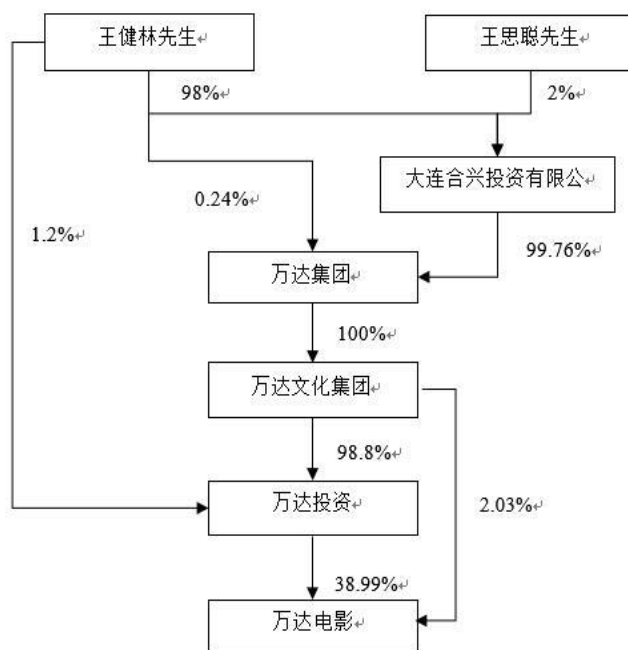 王健林先生↵
王思聪先生↵
98%↵
2%↵
大连合兴投资有限公
0.24%↵
1.2%↵
99.76%↵
万达集团↵
100%↵
万达文化集团↵
98.8%↵
万达投资↵
2.03%↵
38.99%↵
万达电影↵